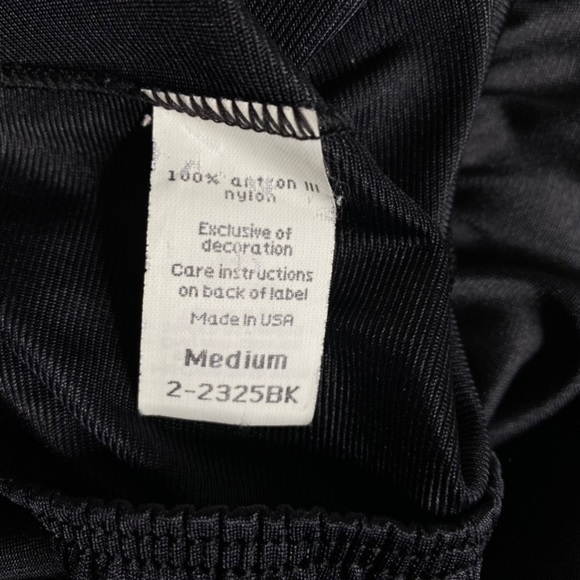 100% antron III
nylon
Exclusive of
decoration
Care instructions
on back of label
Made In USA
Medium
2-2325BK